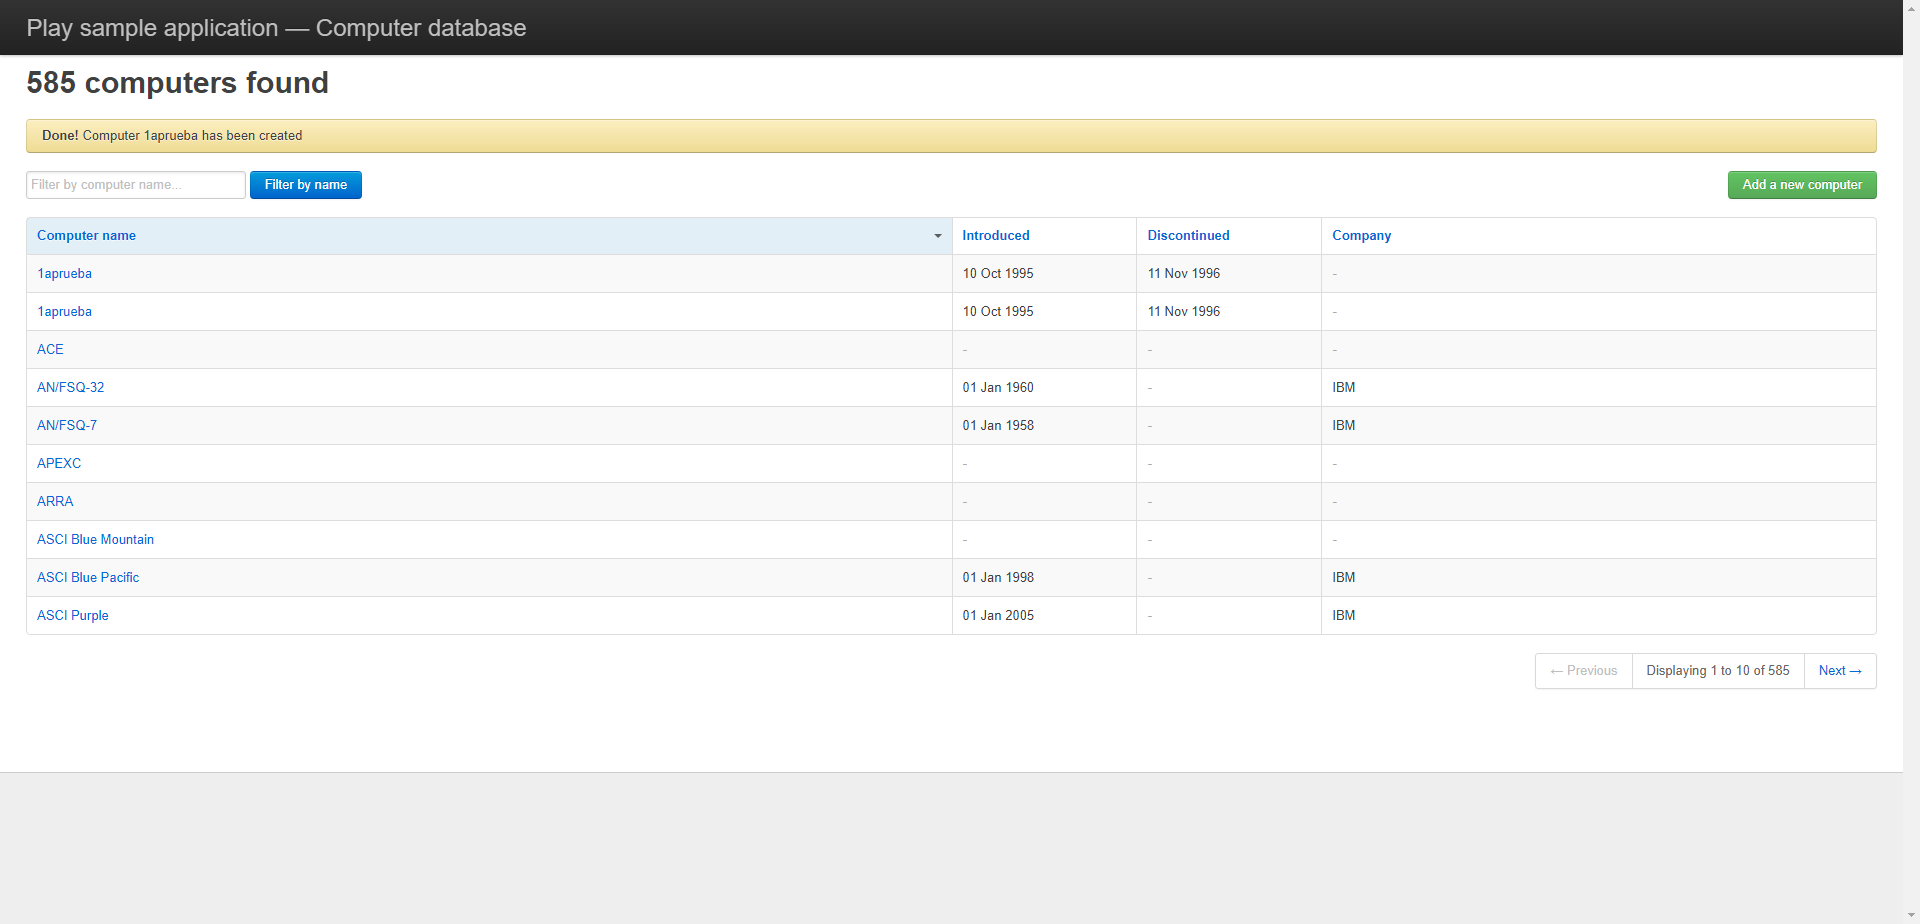 Play sample application — Computer database
585 computers found
Done! Computer 1aprueba has been created
Filter by computer name... Filter by name Add a new computer
Computer name Introduced Discontinued Company
1aprueba 10 Oct 1995 11 Nov 1996 -
1aprueba 10 Oct 1995 11 Nov 1996 -
ACE - - -
AN/FSQ-32 01 Jan 1960 - IBM
AN/FSQ-7 01 Jan 1958 - IBM
APEXC - - -
ARRA - - -
ASCI Blue Mountain - - -
ASCI Blue Pacific 01 Jan 1998 - IBM
ASCI Purple 01 Jan 2005 - IBM
← Previous Displaying 1 to 10 of 585 Next →